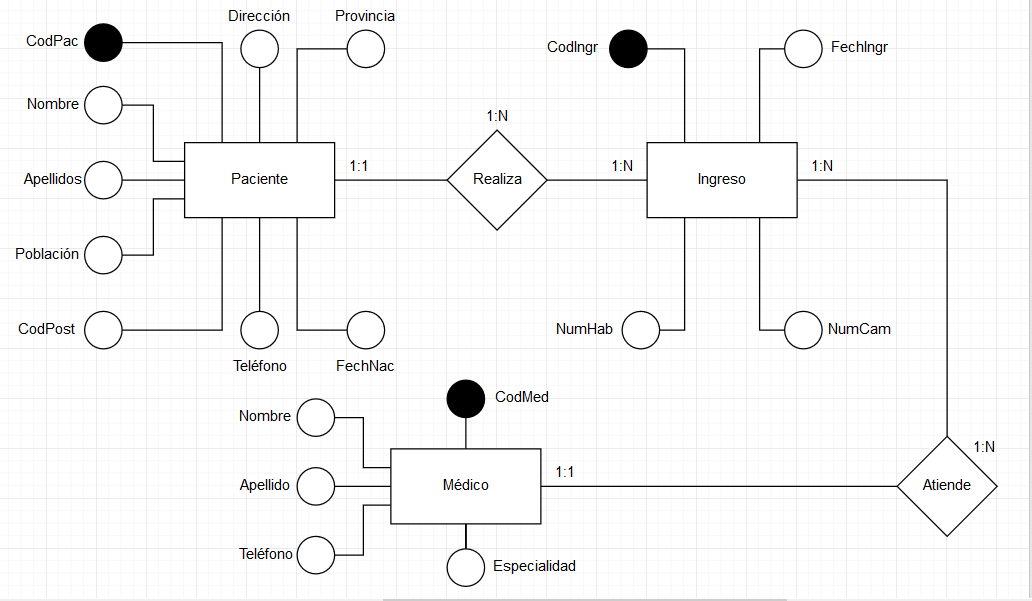 Dirección
Provincia
CodPac
CodIngr
FechIngr
Nombre
1:N
Apellidos
Paciente
1:1
Realiza
1:N
Ingreso
1:N
Población
CodPost
NumHab
NumCam
Teléfono
FechNac
CodMed
Nombre
1:N
1:1
Apellido
Médico
Atiende
Teléfono
Especialidad